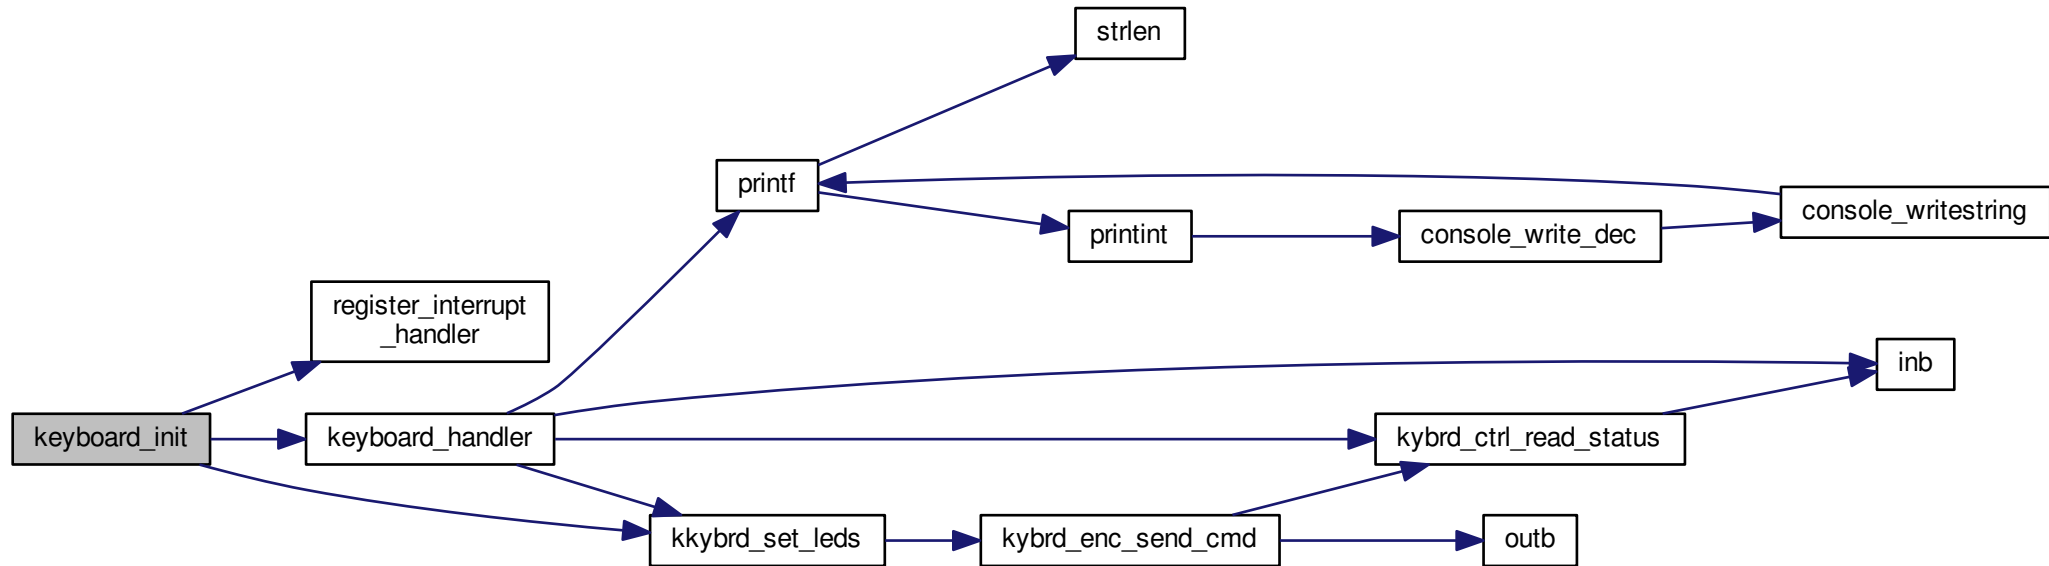 strlen
printf
console_writestring
printint
console_write_dec
register_interrupt
_handler
inb
keyboard_init
keyboard_handler
kybrd_ctrl_read_status
kkybrd_set_leds
kybrd_enc_send_cmd
outb